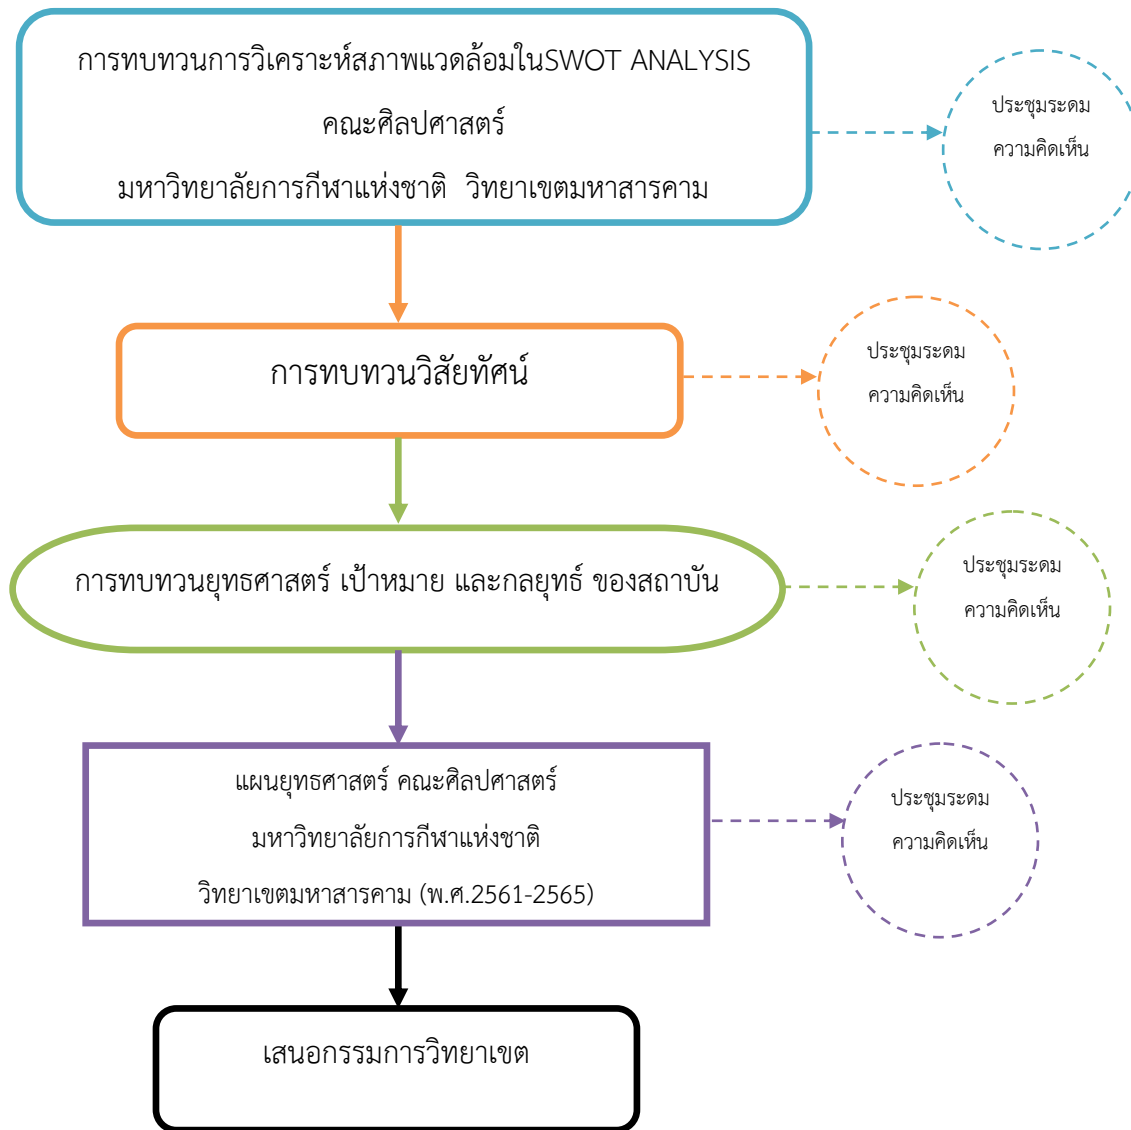 การทบทวนการวิเคราะห์สภาพแวดล้อมในSWOT ANALYSIS
คณะศิลปศาสตร์
มหาวิทยาลัยการกีฬาแห่งชาติ วิทยาเขตมหาสารคาม
ประชุมระดม
ความคิดเห็น
การทบทวนวิสัยทัศน์
ประชุมระดม
ความคิดเห็น
การทบทวนยุทธศาสตร์ เป้าหมาย และกลยุทธ์ ของสถาบัน
ประชุมระดม
ความคิดเห็น
แผนยุทธศาสตร์ คณะศิลปศาสตร์
มหาวิทยาลัยการกีฬาแห่งชาติ
วิทยาเขตมหาสารคาม (พ.ศ.2561-2565)
ประชุมระดม
ความคิดเห็น
เสนอกรรมการวิทยาเขต